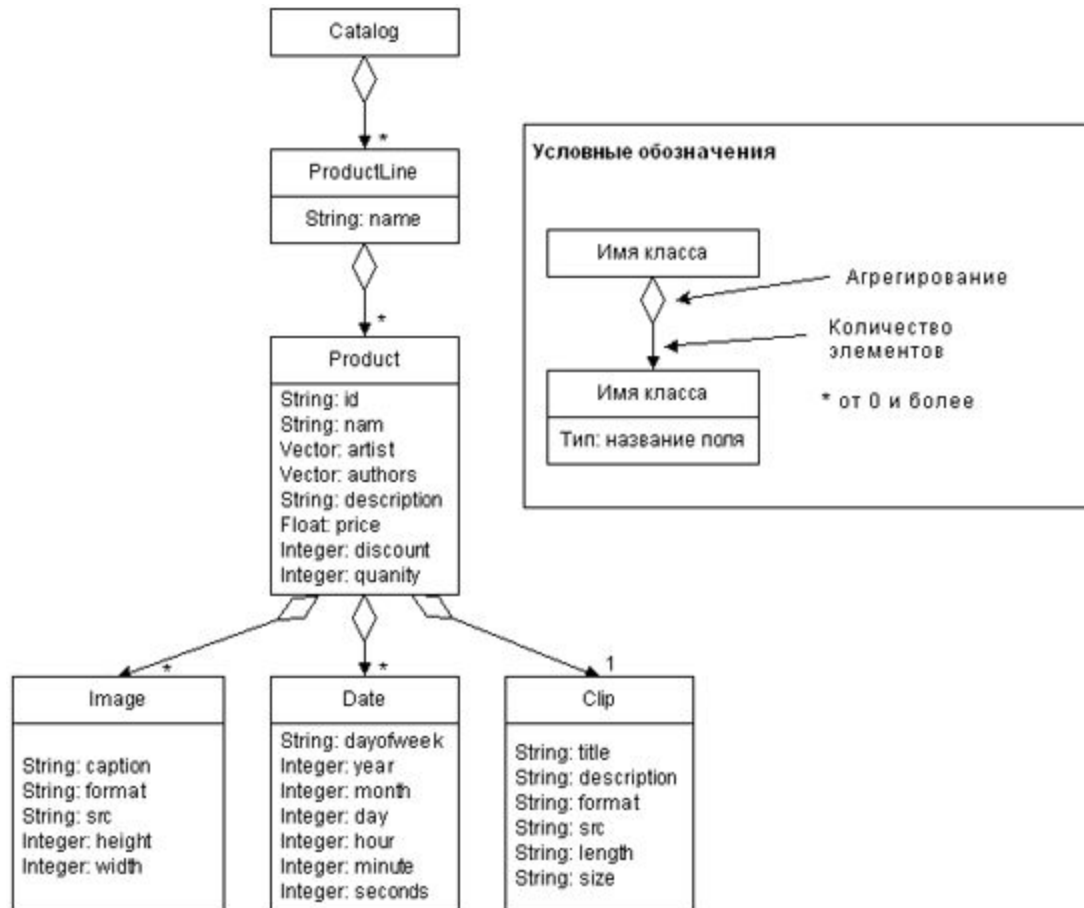 Catalog
*
ProductLine
String: name
*
Product
String: id
String: nam
Vector: artist
Vector: authors
String: description
Float: price
Integer: discount
Integer: quanity
*
*
1
Image
String: caption
String: format
String: src
Integer: height
Integer: width
Date
String: dayofweek
Integer: year
Integer: month
Integer: day
Integer: hour
Integer: minute
Integer: seconds
Clip
String: title
String: description
String: format
String: src
String: length
String: size
Условные обозначения
Имя класса
Агрегирование
Количество
элементов
Имя класса
Тип: название поля
* от 0 и более